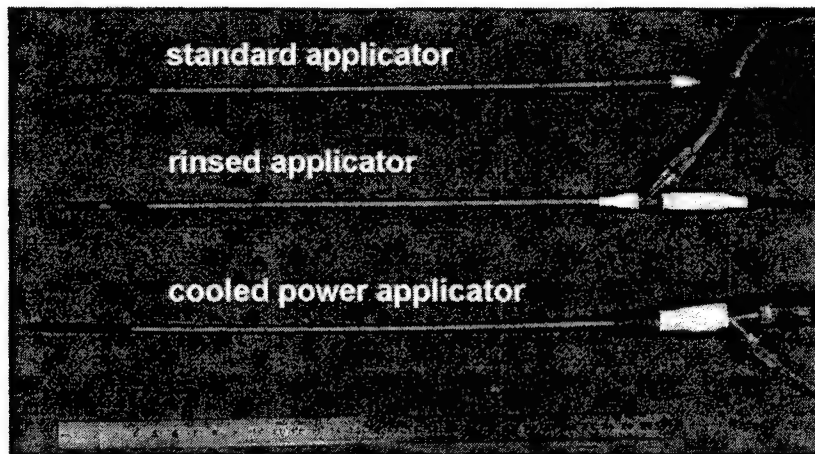 standard applicator
rinsed applicator
cooled power applicator